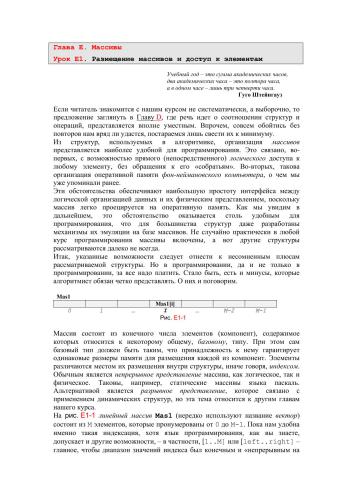 Глава E. Массивы
Урок E1. Размещение массивов и доступ к элементам
Учебный год – это сумма академических часов,
два академических часа – это полтора часа,
а в одном часе – лишь три четверти часа.
Гуго Штейнгауз
Если читатель знакомится с нашим курсом не систематически, а выборочно, то
предложение заглянуть в Главу D, где речь идет о соотношении структур и
операций, представляется вполне уместным. Впрочем, совсем обойтись без
повторов нам вряд ли удастся, постараемся лишь свести их к минимуму.
Из структур, используемых в алгоритмике, организация массивов
представляется наиболее удобной для программирования. Это связано, во-
первых, с возможностью прямого (непосредственного) логического доступа к
любому элементу, без обращения к его «собратьям». Во-вторых, такова
организация оперативной памяти фон-неймановского компьютера, о чем мы
уже упоминали ранее.
Эти обстоятельства обеспечивают наибольшую простоту интерфейса между
логической организацией данных и их физическим представлением, поскольку
массив легко проецируется на оперативную память. Как мы увидим в
дальнейшем, это обстоятельство оказывается столь удобным для
программирования, что для большинства структур даже разработаны
механизмы их эмуляции на базе массивов. Не случайно практически в любой
курс программирования массивы включены, а вот другие структуры
рассматриваются далеко не всегда.
Итак, указанные возможности следует отнести к несомненным плюсам
рассматриваемой структуры. Но в программировании, да и не только в
программировании, за все надо платить. Стало быть, есть и минусы, которые
алгоритмист обязан четко представлять. О них и поговорим.
Mas1
Mas1[i]
0 1 … I … M-2 M-1
Рис. E1-1
Массив состоит из конечного числа элементов (компонент), содержимое
которых относится к некоторому общему, базовому, типу. При этом сам
базовый тип должен быть таким, что принадлежность к нему гарантирует
одинаковые размеры памяти для размещения каждой из компонент. Элементы
различаются местом их размещения внутри структуры, иначе говоря, индексом.
Обычным является непрерывное представление массива, как логическое, так и
физическое. Таковы, например, статические массивы языка паскаль.
Альтернативой является разрывное представление, которое связано с
применением динамических структур, но эта тема относится к другим главам
нашего курса.
На рис. E1-1 линейный массив Mas1 (нередко используют название вектор)
состоит из M элементов, которые пронумерованы от 0 до M-1. Пока нам удобна
именно такая индексация, хотя язык программирования, как вы знаете,
допускает и другие возможности, – в частности, [1..M] или [left..right] –
главное, чтобы диапазон значений индекса был конечным и «непрерывным на